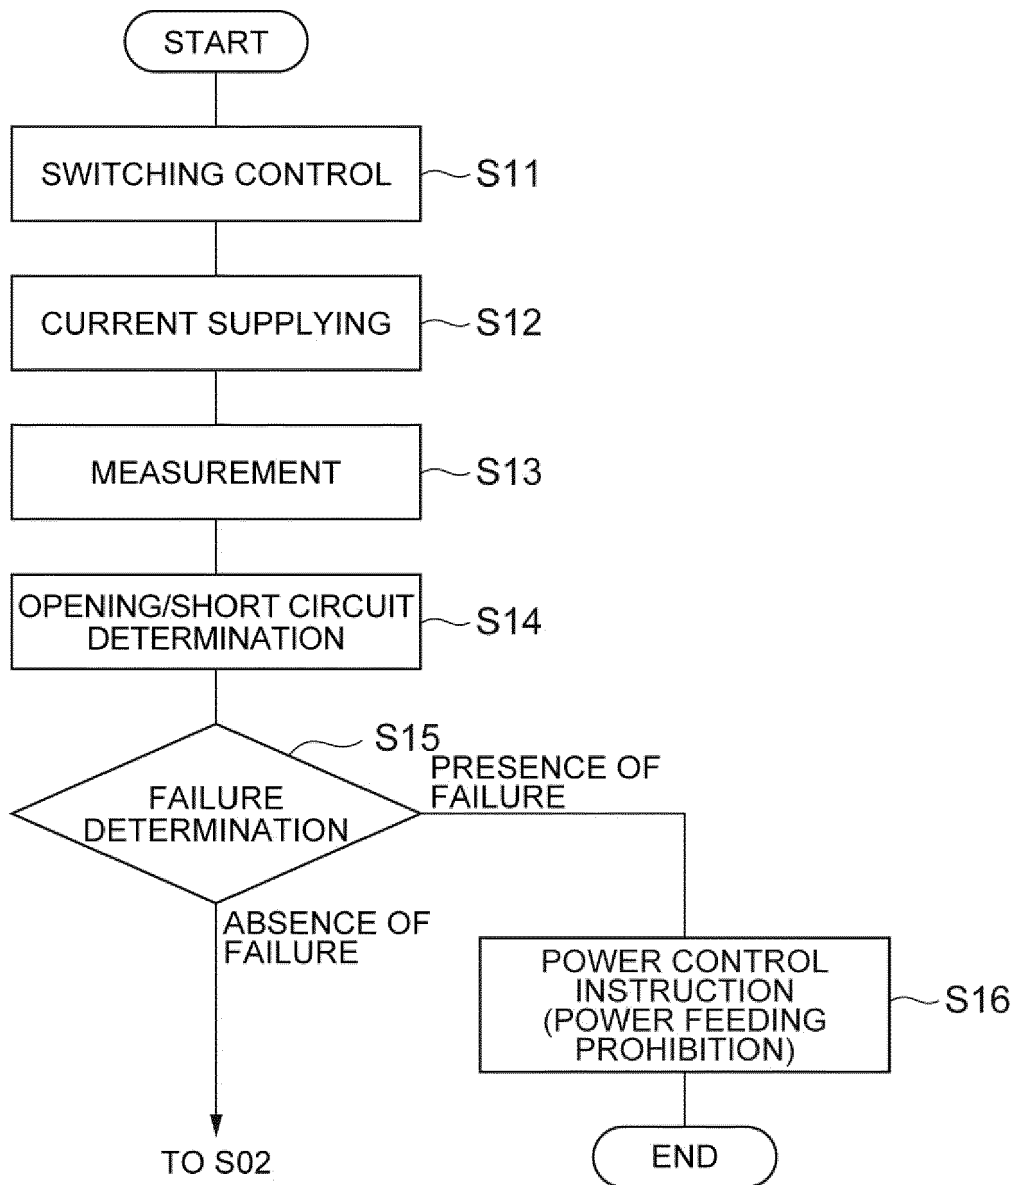 START
SWITCHING CONTROL
S11
CURRENT SUPPLYING
S12
MEASUREMENT
S13
OPENING/SHORT CIRCUIT
DETERMINATION
S14
S15
FAILURE
DETERMINATION
PRESENCE OF
FAILURE
ABSENCE OF
FAILURE
POWER CONTROL
INSTRUCTION
(POWER FEEDING
PROHIBITION)
S16
TO S02
END